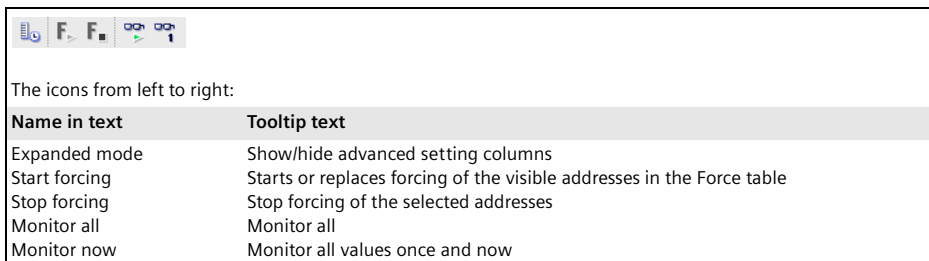 F F 1
The icons from left to right:
Name in text Tooltip text
Expanded mode Show/hide advanced setting columns
Start forcing Starts or replaces forcing of the visible addresses in the Force table
Stop forcing Stop forcing of the selected addresses
Monitor all Monitor all
Monitor now Monitor all values once and now